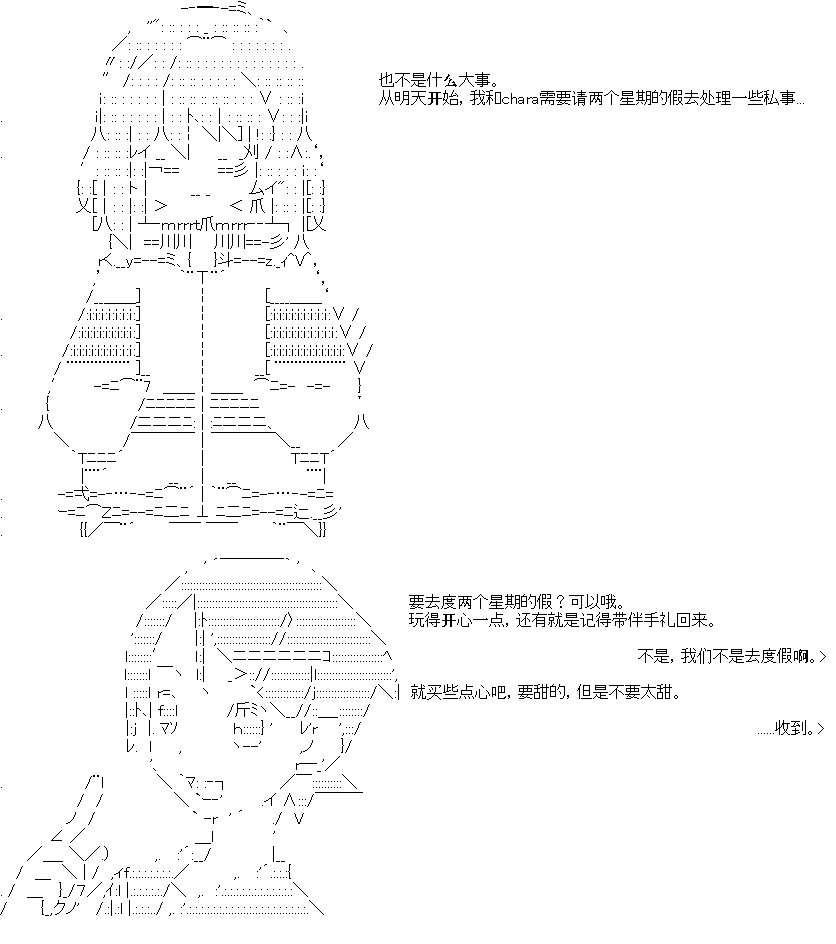 也不是什么大事。
从明天开始，我和chara需要请两个星期的假去处理一些私事...
要去度两个星期的假？可以哦。
玩得开心一点，还有就是记得带伴手礼回来。
不是，我们不是去度假啊。>
就买些点心吧，要甜的，但是不要太甜。
......收到。>